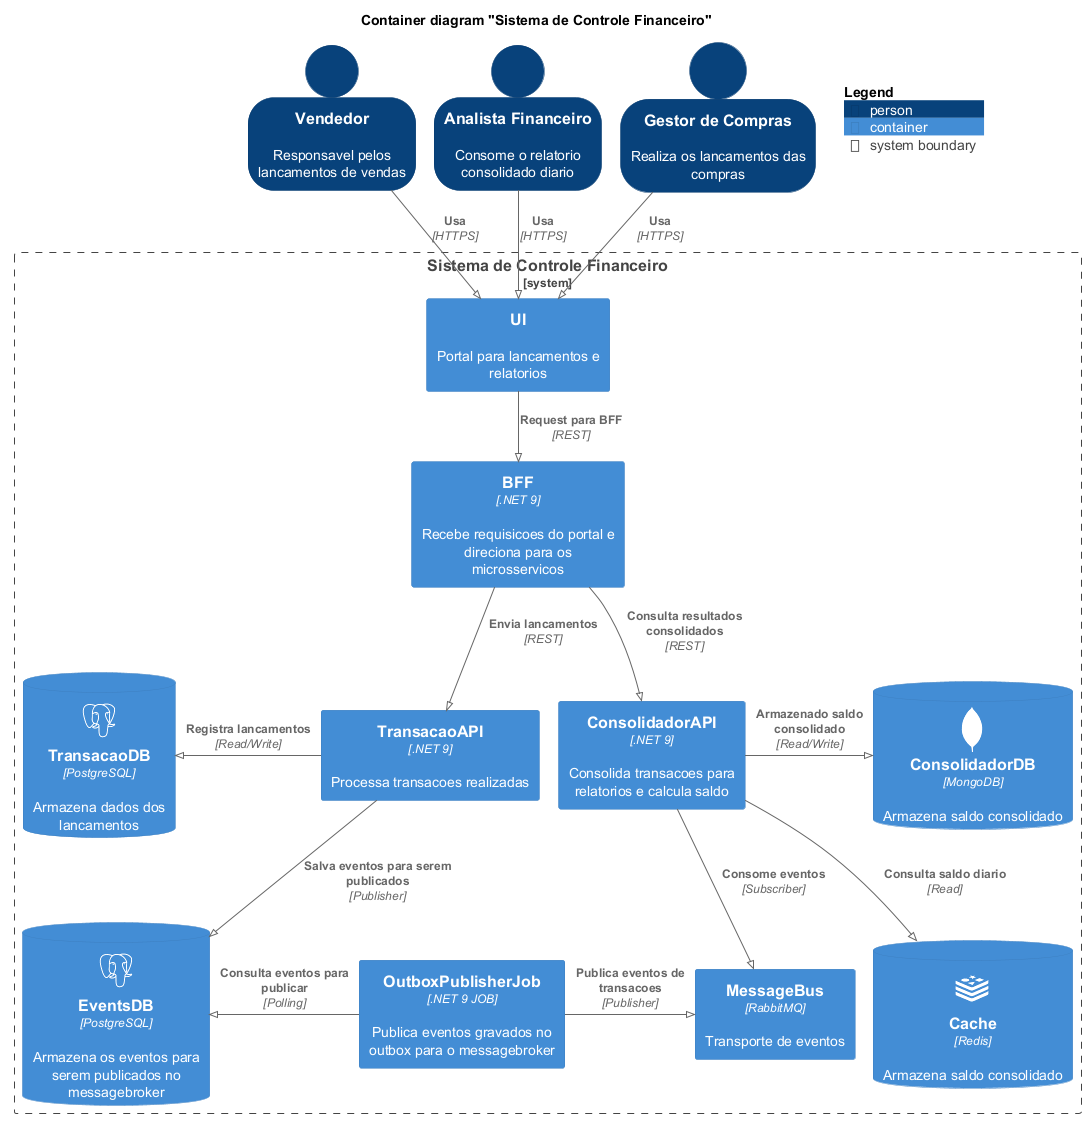 Container diagram "Sistema de Controle Financeiro"
Vendedor
Responsavel pelos
lancamentos de vendas
Analista Financeiro
Consome o relatorio
consolidado diario
Gestor de Compras
Realiza os lancamentos das
compras
Legend
person
container
system boundary
Usa
[HTTPS]
Usa
[HTTPS]
Usa
[HTTPS]
Sistema de Controle Financeiro
[system]
UI
Portal para lancamentos e
relatorios
Request para BFF
[REST]
BFF
[.NET 9]
Recebe requisicoes do portal e
direciona para os
microsservicos
Envia lancamentos
[REST]
Consulta resultados
consolidados
[REST]
TransacaoDB
[PostgreSQL]
Armazena dados dos
lancamentos
Registra lancamentos
[Read/Write]
TransacaoAPI
[.NET 9]
Processa transacoes realizadas
ConsolidadorAPI
[.NET 9]
Consolida transacoes para
relatorios e calcula saldo
Armazenado saldo
consolidado
[Read/Write]
ConsolidadorDB
[MongoDB]
Armazena saldo consolidado
Salva eventos para serem
publicados
[Publisher]
Consome eventos
[Subscriber]
Consulta saldo diario
[Read]
EventsDB
[PostgreSQL]
Armazena os eventos para
serem publicados no
messagebroker
Consulta eventos para
publicar
[Polling]
OutboxPublisherJob
[.NET 9 JOB]
Publica eventos gravados no
outbox para o messagebroker
Publica eventos de
transacoes
[Publisher]
MessageBus
[RabbitMQ]
Transporte de eventos
Cache
[Redis]
Armazena saldo consolidado